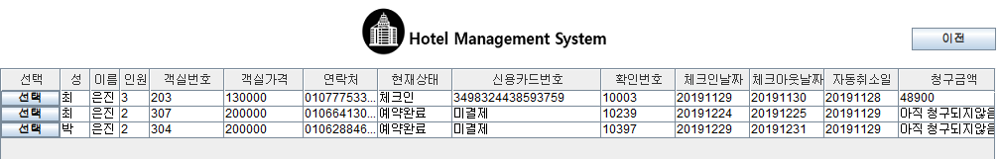 Hotel Management System
이전
선택 성 이름 인원 객실번호 객실가격 연락처 현재상태 신용카드번호 확인번호 체크인날짜 체크아웃날짜 자동취소일 청구금액
선택 최 은진 3 203 130000 010777533... 체크인 3498324438593759 10003 20191129 20191130 20191128 48900
선택 최 은진 2 307 200000 010664130... 예약완료 미결제 10239 20191224 20191225 20191129 아직 청구되지않음
선택 박 은진 2 304 200000 010628846... 예약완료 미결제 10397 20191229 20191231 20191129 아직 청구되지않음